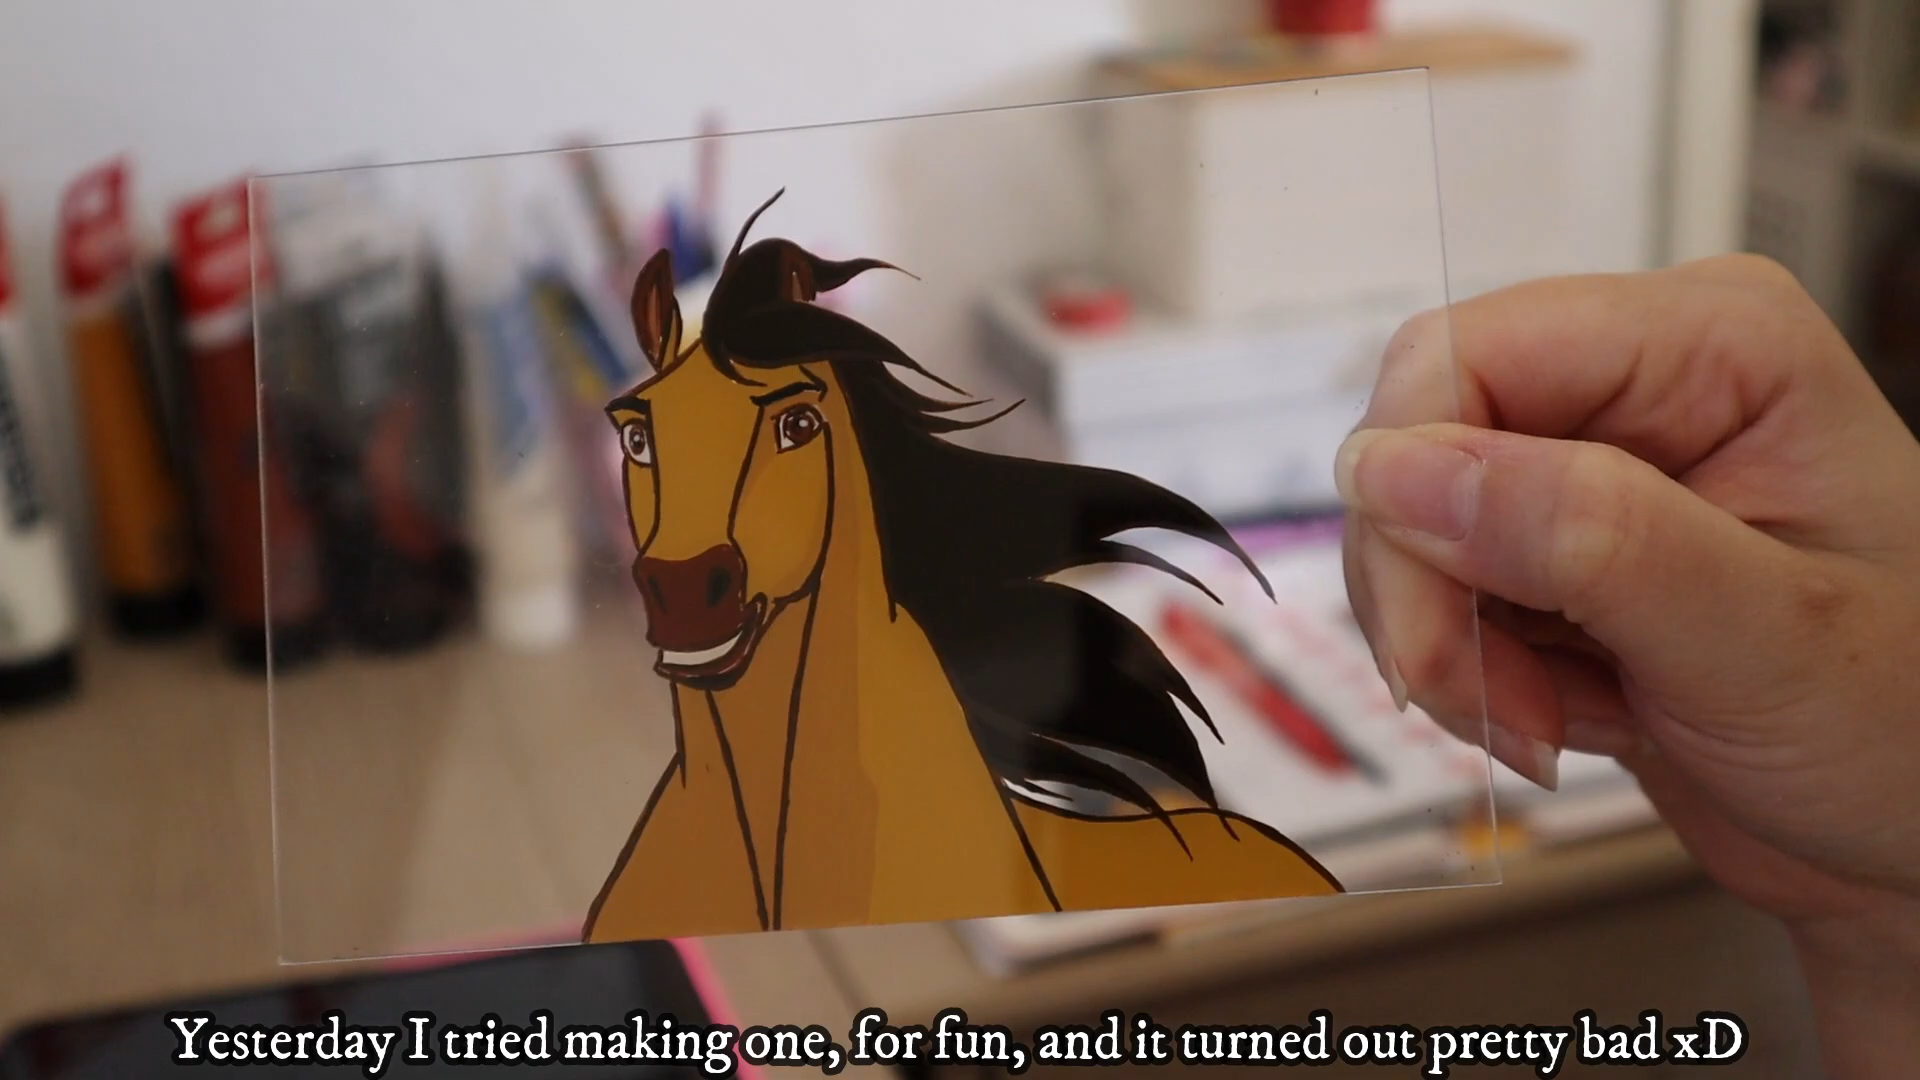 Yesterday I tried making one, for fun, and it turned out pretty bad xD